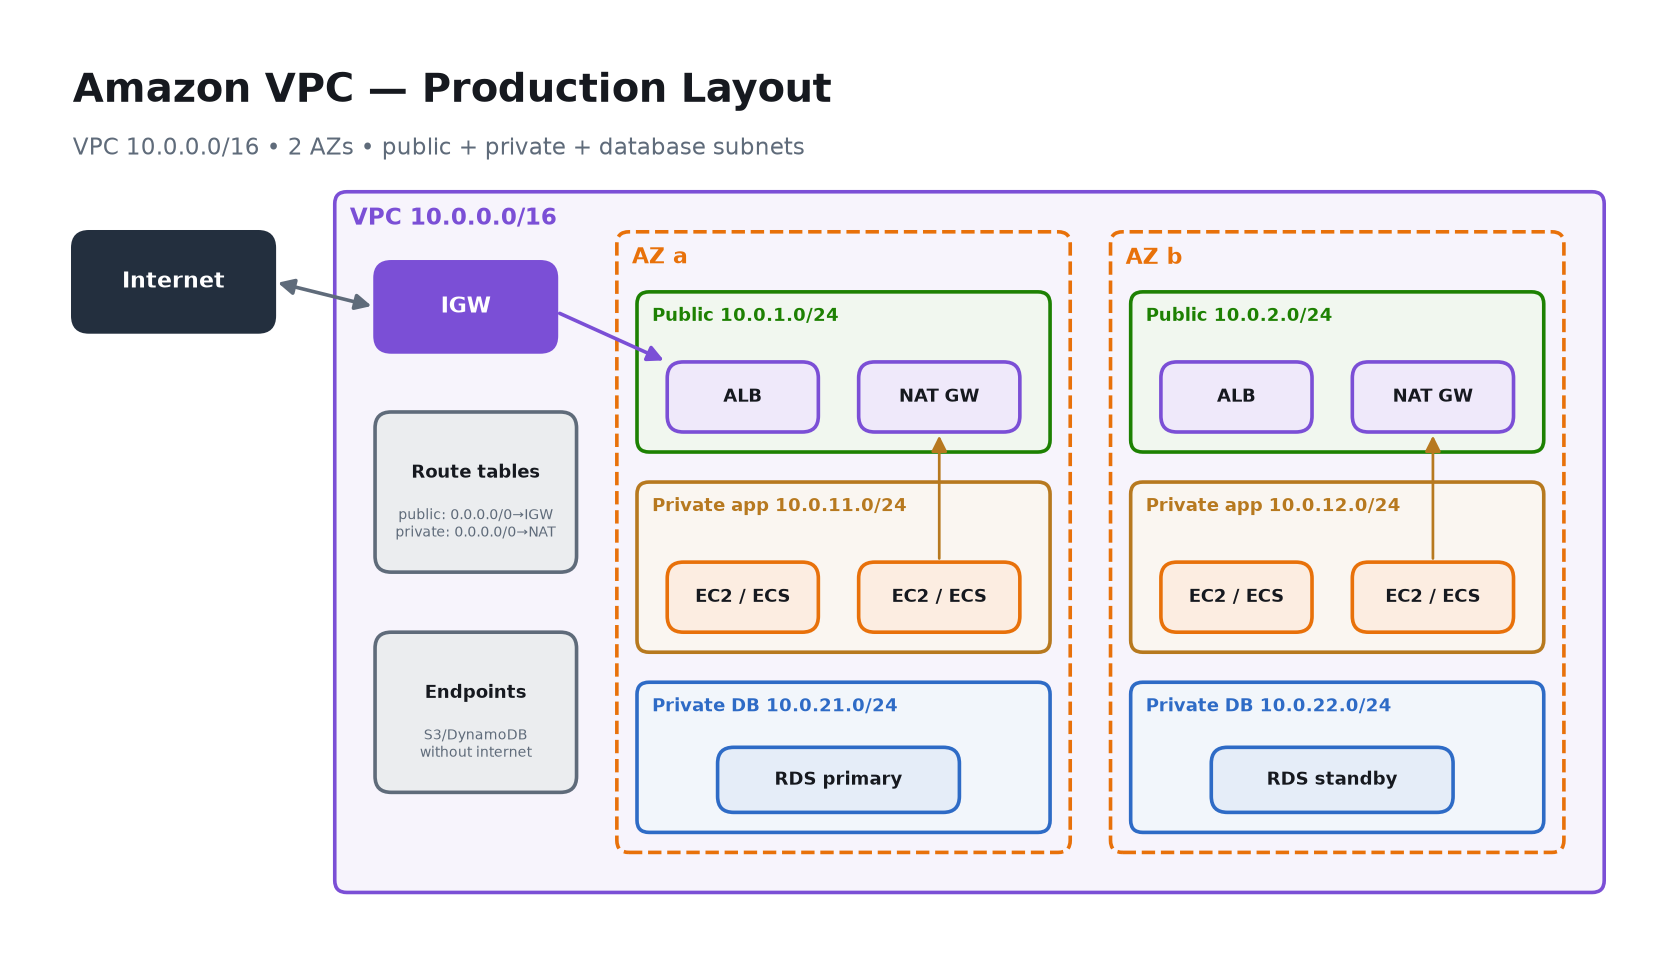 Amazon VPC — Production Layout
VPC 10.0.0.0/16 • 2 AZs • public + private + database subnets
VPC 10.0.0.0/16
Internet
IGW
Route tables
public: 0.0.0.0/0→IGW
private: 0.0.0.0/0→NAT
Endpoints
S3/DynamoDB
without internet
AZ a
Public 10.0.1.0/24
ALB
NAT GW
Private app 10.0.11.0/24
EC2 / ECS
EC2 / ECS
Private DB 10.0.21.0/24
RDS primary
AZ b
Public 10.0.2.0/24
ALB
NAT GW
Private app 10.0.12.0/24
EC2 / ECS
EC2 / ECS
Private DB 10.0.22.0/24
RDS standby